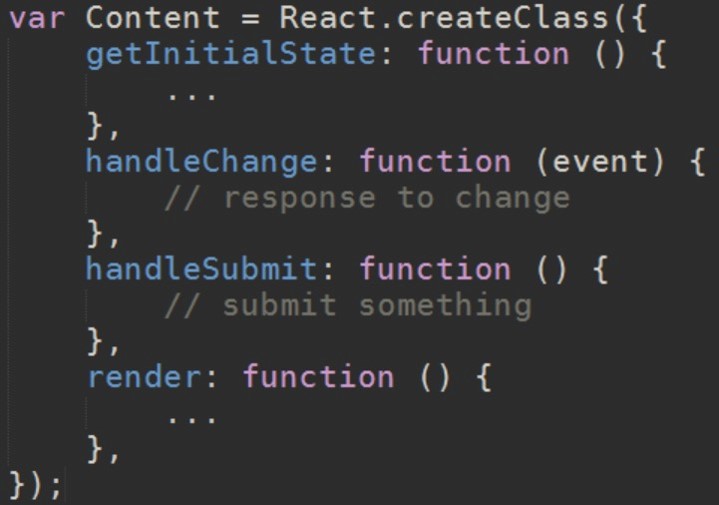 var Content = React.createClass({
    getInitialState: function () {
        ...
    },
    handleChange: function (event) {
        // response to change
    },
    handleSubmit: function () {
        // submit something
    },
    render: function () {
        ...
    },
});